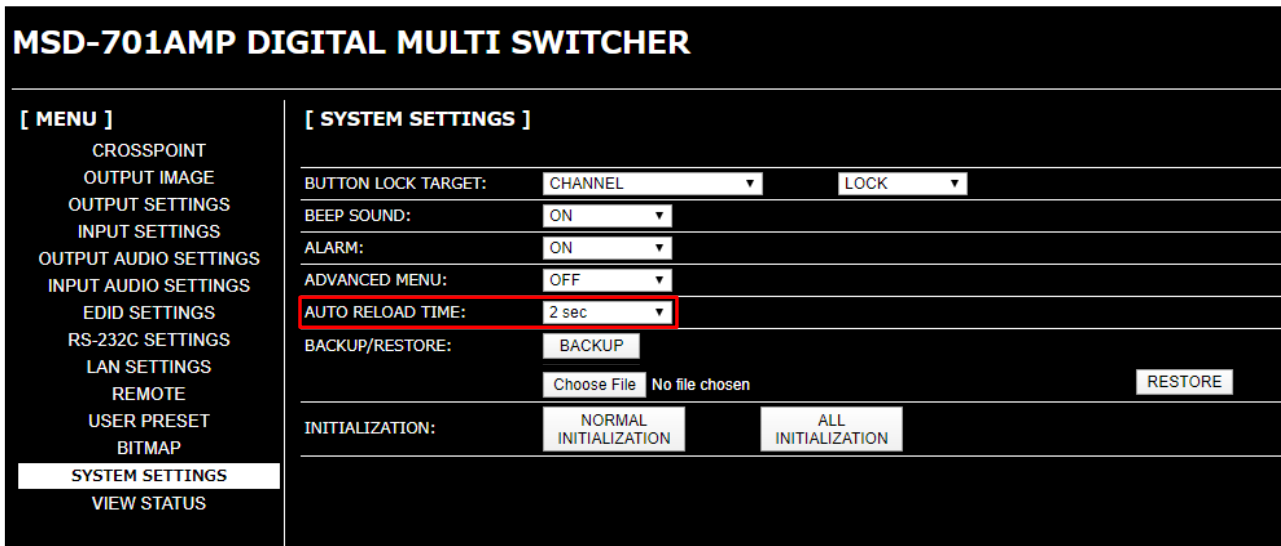 MSD-701AMP DIGITAL MULTI SWITCHER
[ MENU ]
CROSSPOINT
OUTPUT IMAGE
OUTPUT SETTINGS
INPUT SETTINGS
OUTPUT AUDIO SETTINGS
INPUT AUDIO SETTINGS
EDID SETTINGS
RS-232C SETTINGS
LAN SETTINGS
REMOTE
USER PRESET
BITMAP
SYSTEM SETTINGS
VIEW STATUS
[ SYSTEM SETTINGS ]
BUTTON LOCK TARGET: CHANNEL LOCK
BEEP SOUND: ON
ALARM: ON
ADVANCED MENU: OFF
AUTO RELOAD TIME: 2 sec
BACKUP/RESTORE: BACKUP
Choose File No file chosen RESTORE
INITIALIZATION: NORMAL INITIALIZATION ALL INITIALIZATION